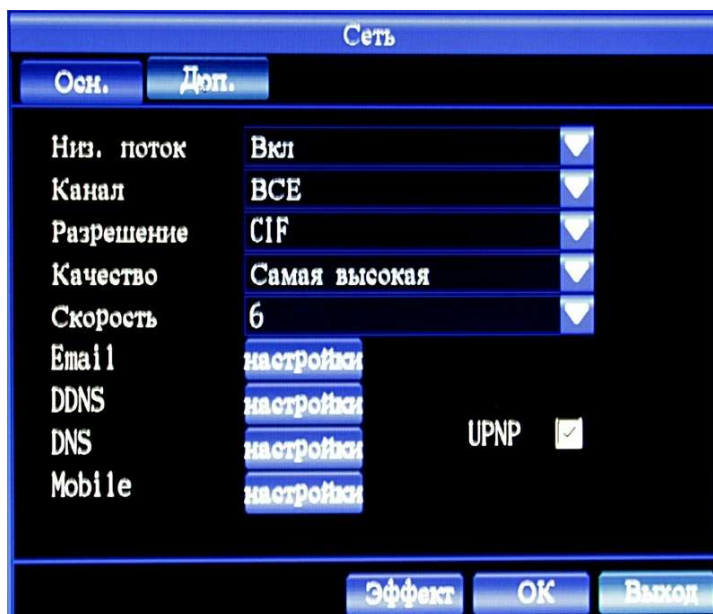 Сеть
Осн. Доп.
Низ. поток Вкл
Канал ВСЕ
Разрешение CIF
Качество Самая высокая
Скорость 6
Email настройки
DDNS настройки
DNS настройки UPNP
Mobile настройки
Эффект OK Выход